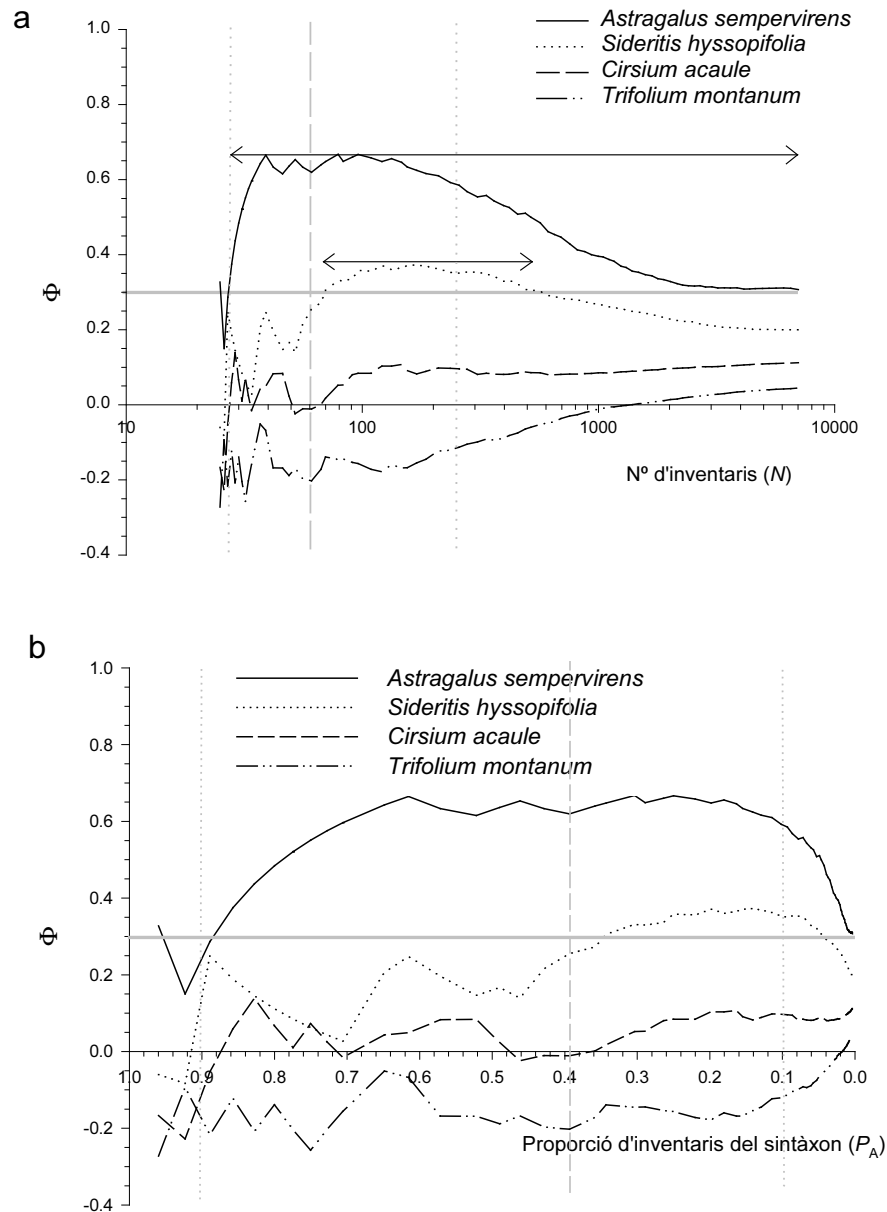 a
Astragalus sempervirens
Sideritis hyssopifolia
Cirsium acaule
Trifolium montanum
1.0
0.8
0.6
0.4
0.2
0.0
-0.2
-0.4
Φ
10
100
1000
10000
Nº d'inventaris (N)
b
Astragalus sempervirens
Sideritis hyssopifolia
Cirsium acaule
Trifolium montanum
1.0
0.8
0.6
0.4
0.2
0.0
-0.2
-0.4
Φ
1.0 0.9 0.8 0.7 0.6 0.5 0.4 0.3 0.2 0.1 0.0
Proporció d'inventaris del sintàxon (PA)